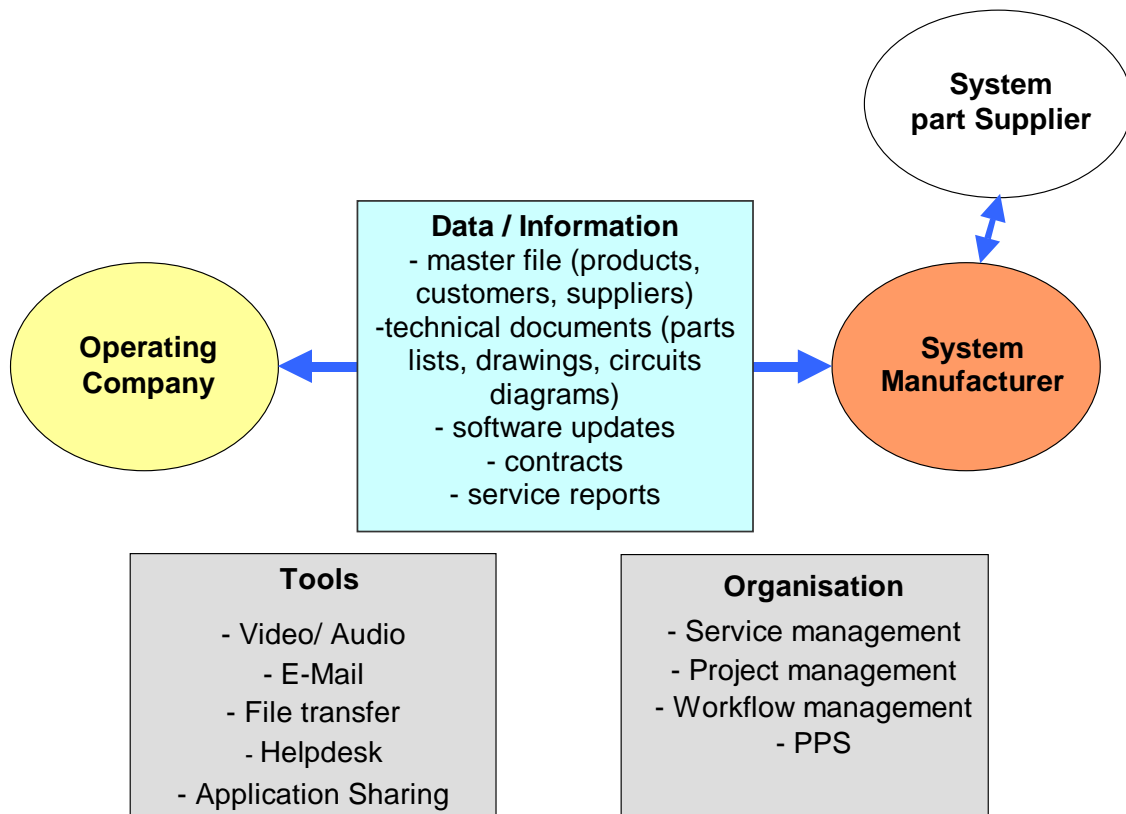 System
part Supplier
Data / Information
- master file (products,
customers, suppliers)
-technical documents (parts
lists, drawings, circuits
diagrams)
- software updates
- contracts
- service reports
Operating
Company
System
Manufacturer
Tools
- Video/ Audio
- E-Mail
- File transfer
- Helpdesk
- Application Sharing
Organisation
- Service management
- Project management
- Workflow management
- PPS